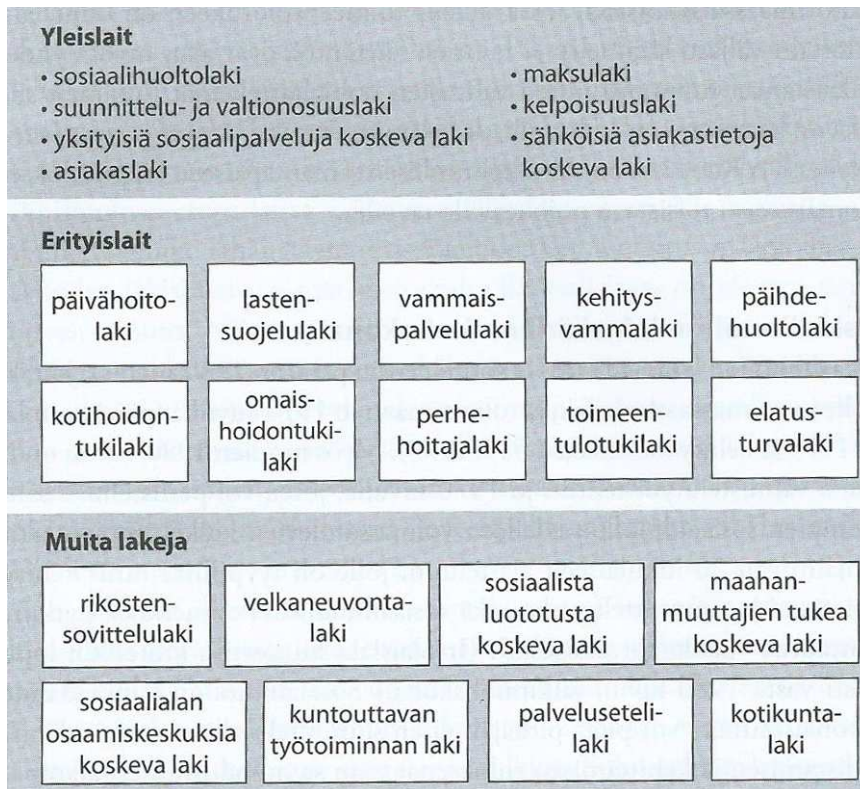 Yleislait
• sosiaalihuoltolaki
• suunnittelu- ja valtionosuuslaki
• yksityisiä sosiaalipalveluja koskeva laki
• asiakaslaki
• maksulaki
• kelpoisuuslaki
• sähköisiä asiakastietoja
koskeva laki
Erityislait
päivähoito-
laki
lasten-
suojelulaki
vammais-
palvelulaki
kehitys-
vammalaki
päihde-
huoltolaki
kotihoidon-
tukilaki
omais-
hoidontuki-
laki
perhe-
hoitajalaki
toimeen-
tulotukilaki
elatus-
turvalaki
Muita lakeja
rikosten-
sovittelulaki
velkaneuvonta-
laki
sosiaalista
luototusta
koskeva laki
maahan-
muuttajien tukea
koskeva laki
sosiaalialan
osaamiskeskuksia
koskeva laki
kuntouttavan
työtoiminnan laki
palveluseteli-
laki
kotikunta-
laki